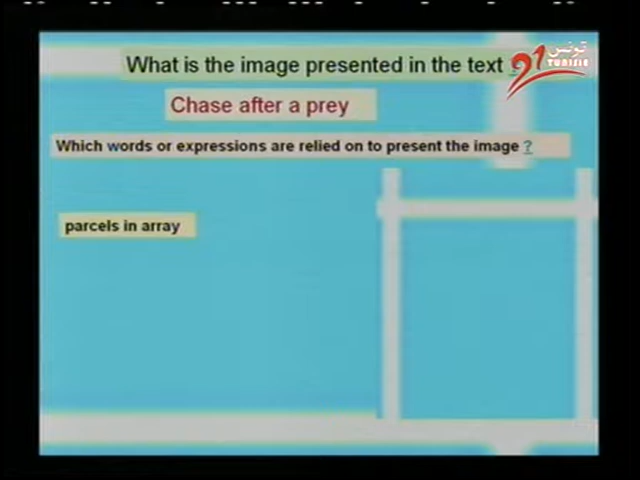 What is the image presented in the text
تونس
21
TUNISIE
Chase after a prey
Which words or expressions are relied on to present the image ?
parcels in array